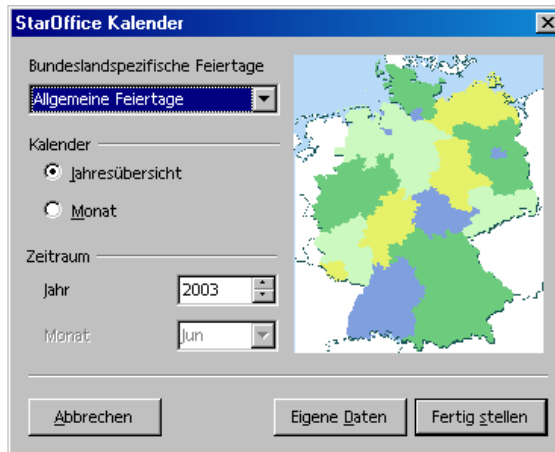 StarOffice Kalender
Bundeslandspezifische Feiertage
Allgemeine Feiertage
Kalender
Jahresübersicht
Monat
Zeitraum
Jahr 2003
Monat Jun
Abbrechen Eigene Daten Fertig stellen